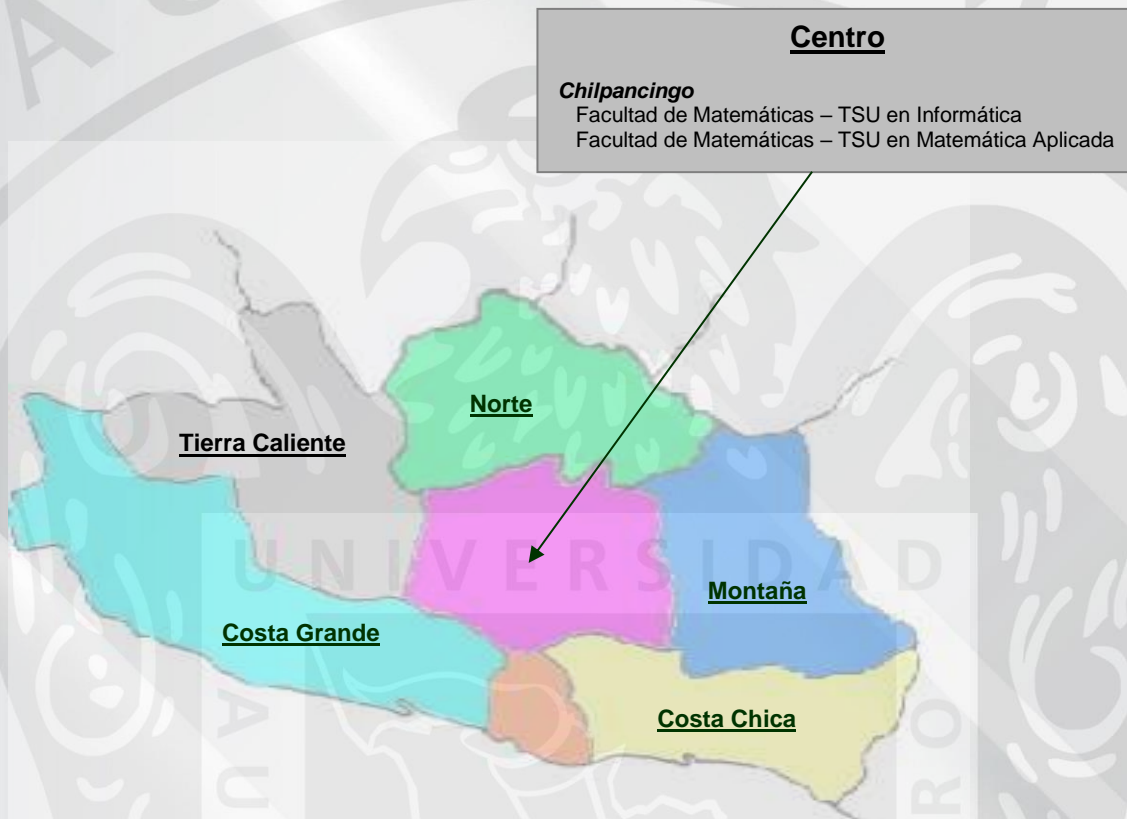 Centro
Chilpancingo
Facultad de Matemáticas – TSU en Informática
Facultad de Matemáticas – TSU en Matemática Aplicada
Norte
Tierra Caliente
UNIVERSIDAD
Montaña
Costa Grande
Costa Chica